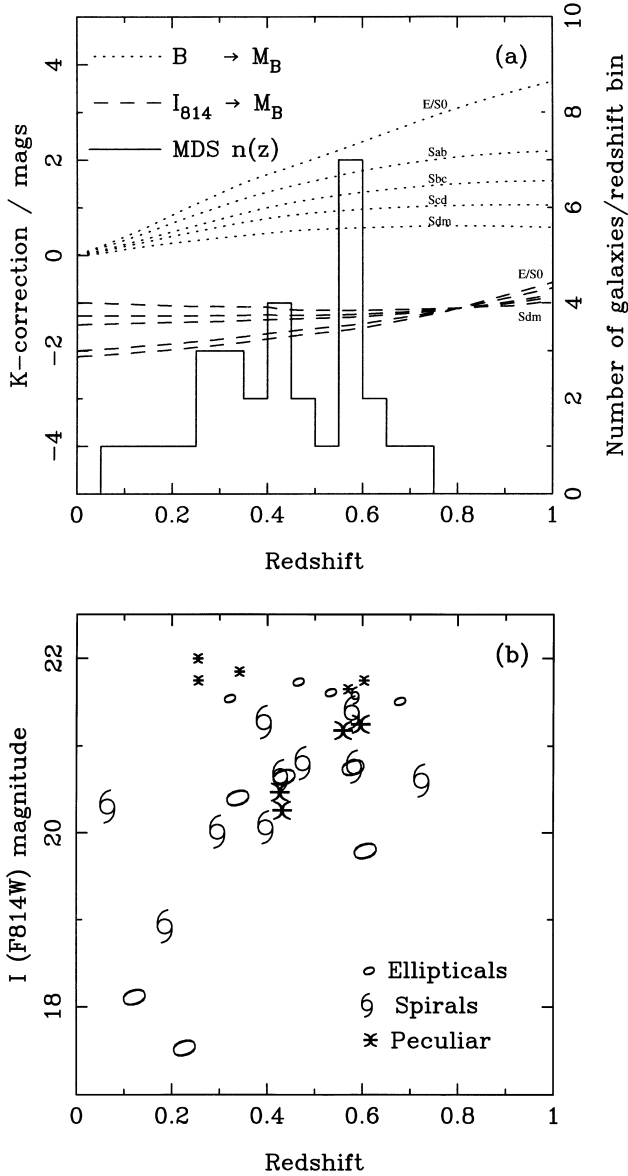 (a)
B → M_B
I_814 → M_B
MDS n(z)
E/S0
Sab
Sbc
Scd
Sdm
E/S0
Sdm
4
2
0
−2
−4
K−correction / mags
10
8
6
4
2
0
Number of galaxies/redshift bin
0 0.2 0.4 0.6 0.8 1
Redshift
(b)
22
20
18
I (F814W) magnitude
Ellipticals
Spirals
Peculiar
0 0.2 0.4 0.6 0.8 1
Redshift